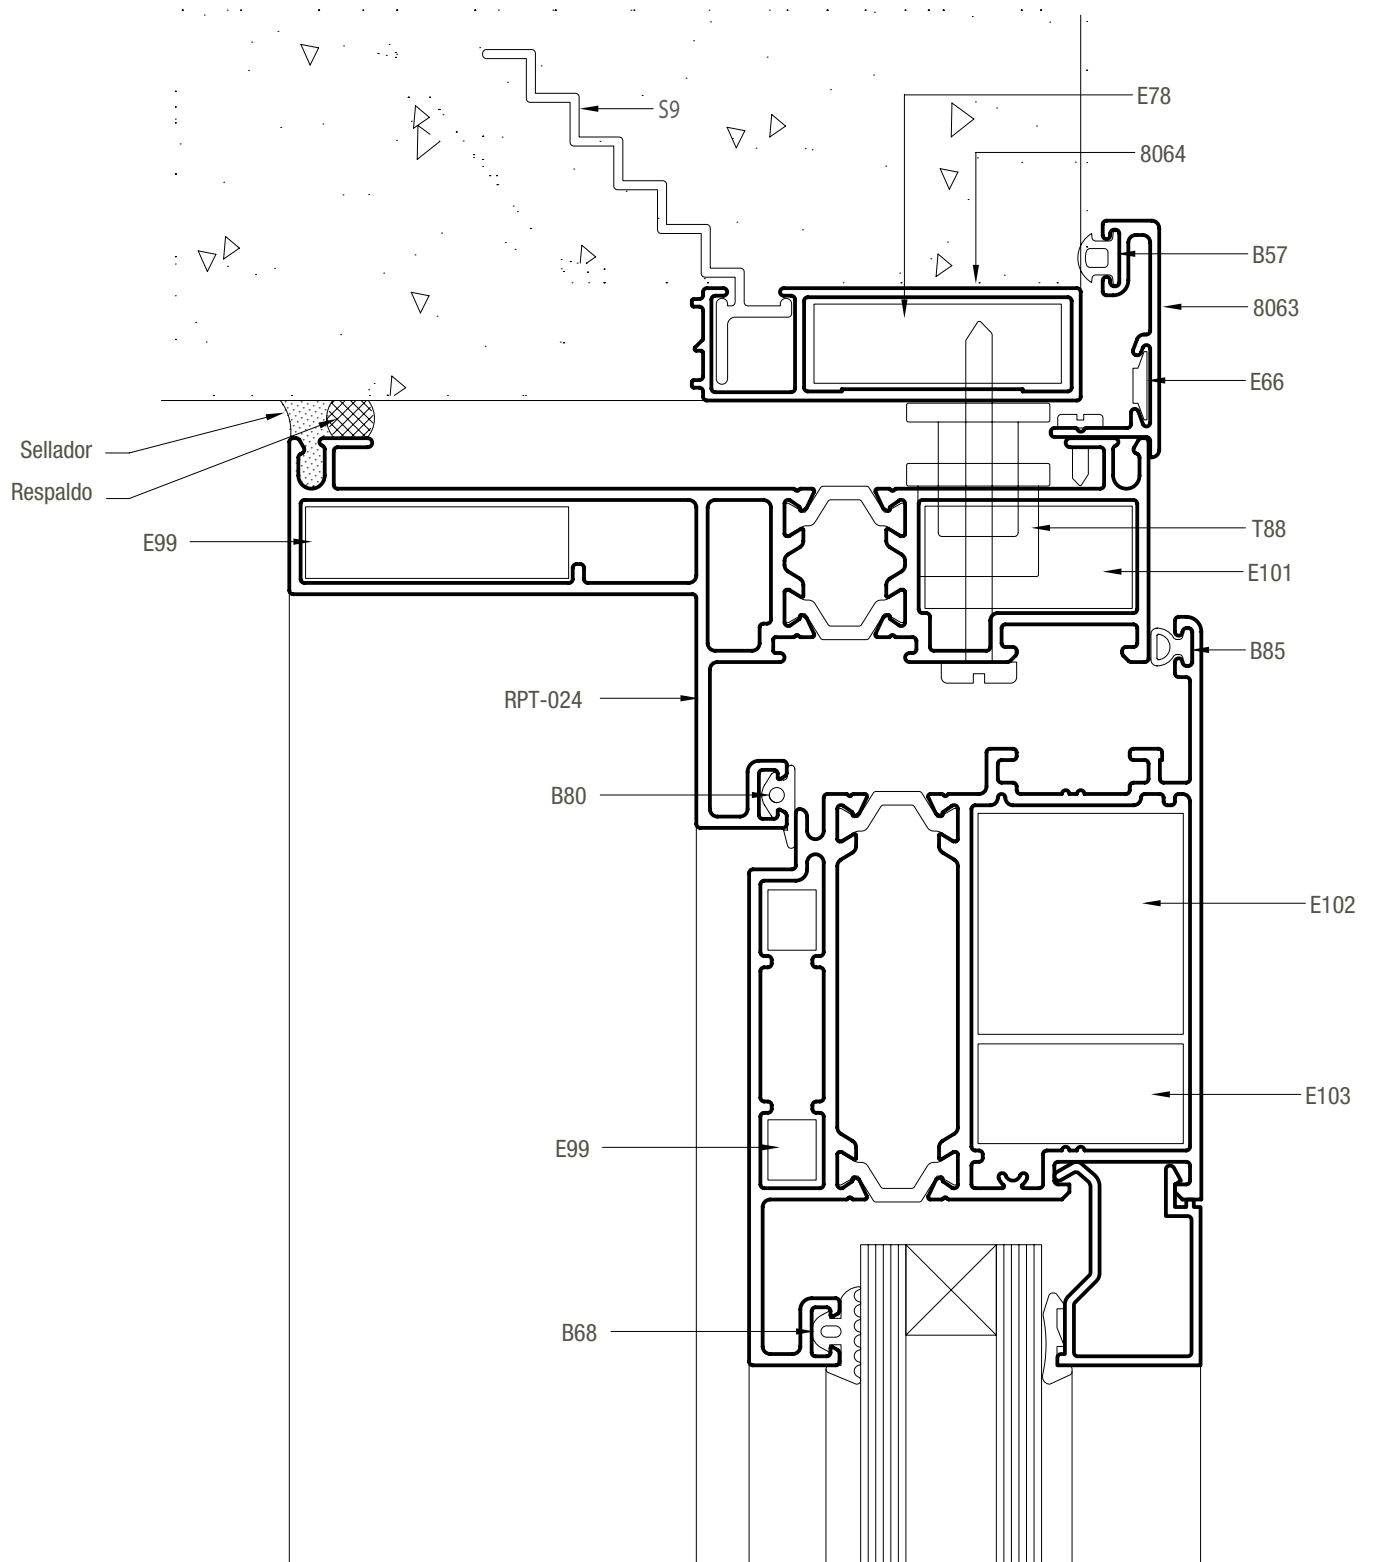 E78
S9
8064
B57
8063
E66
Sellador
Respaldo
T88
E99
E101
B85
RPT-024
B80
E102
E103
E99
B68